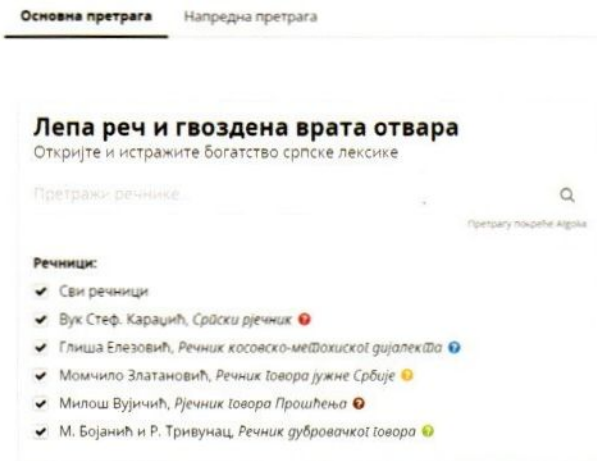 Основна претрага Напредна претрага
Лепа реч и гвоздена врата отвара
Откријте и истражите богатство српске лексике
Претражи речнике
Претрагу покреће Algolia
Речници:
Сви речници
Вук Стеф. Караџић, Српски рјечник ?
Глиша Елезовић, Речник косовско-метохиског дијалекта ?
Момчило Златановић, Речник говора јужне Србије ?
Милош Вујичић, Рјечник говора Прошћења ?
М. Бојанић и Р. Тривунац, Речник дубровачког говора ?